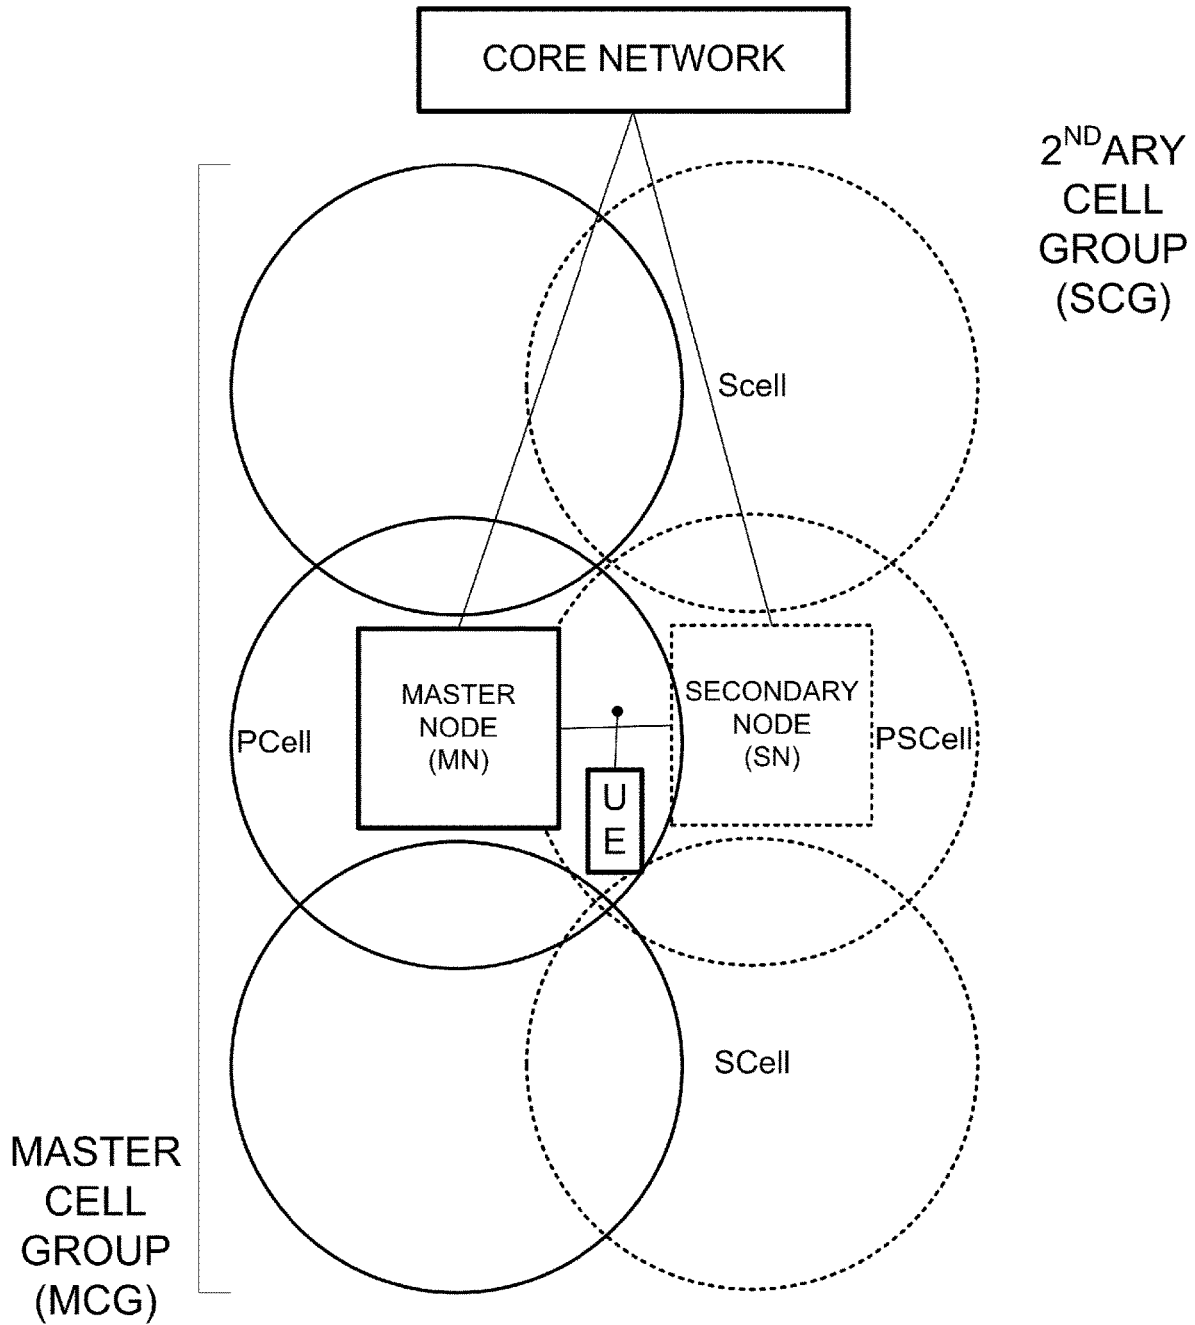 CORE NETWORK
2NDARY
CELL
GROUP
(SCG)
Scell
MASTER
NODE
(MN)
SECONDARY
NODE
(SN)
PCell
PSCell
U
E
SCell
MASTER
CELL
GROUP
(MCG)